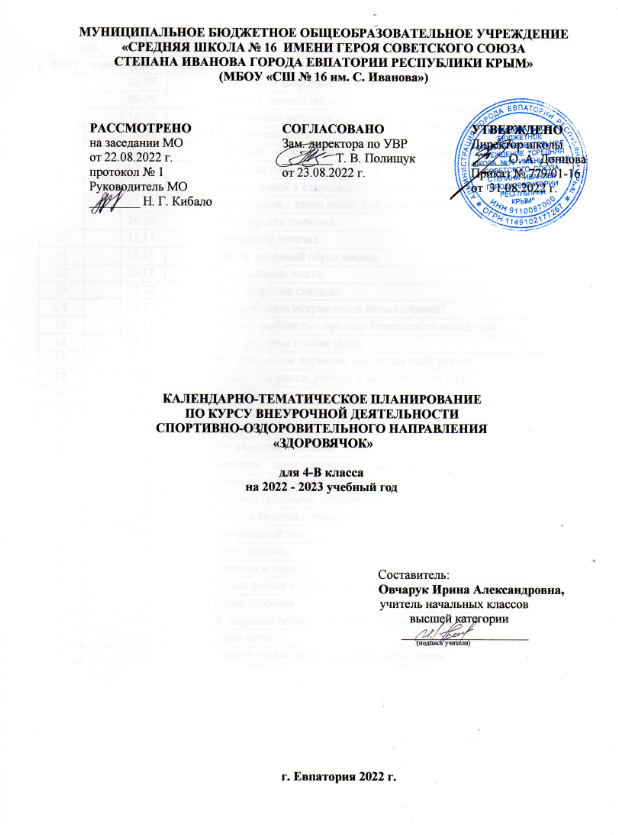 МУНИЦИПАЛЬНОЕ БЮДЖЕТНОЕ ОБЩЕОБРАЗОВАТЕЛЬНОЕ УЧРЕЖДЕНИЕ
«СРЕДНЯЯ ШКОЛА № 16 ИМЕНИ ГЕРОЯ СОВЕТСКОГО СОЮЗА
СТЕПАНА ИВАНОВА ГОРОДА ЕВПАТОРИИ РЕСПУБЛИКИ КРЫМ»
(МБОУ «СШ № 16 им. С. Иванова»)
РАССМОТРЕНО
на заседании МО
от 22.08.2022 г.
протокол № 1
Руководитель МО
Н. Г. Кибало
СОГЛАСОВАНО
Зам. директора по УВР
Т. В. Полищук
от 23.08.2022 г.
УТВЕРЖДЕНО
Директор школы
О. А. Донцова
Приказ № 779/01-16
от 31.08.2022 г.
КАЛЕНДАРНО-ТЕМАТИЧЕСКОЕ ПЛАНИРОВАНИЕ
ПО КУРСУ ВНЕУРОЧНОЙ ДЕЯТЕЛЬНОСТИ
СПОРТИВНО-ОЗДОРОВИТЕЛЬНОГО НАПРАВЛЕНИЯ
«ЗДОРОВЯЧОК»
для 4-В класса
на 2022 - 2023 учебный год
Составитель:
Овчарук Ирина Александровна,
учитель начальных классов
высшей категории
(подпись учителя)
г. Евпатория 2022 г.